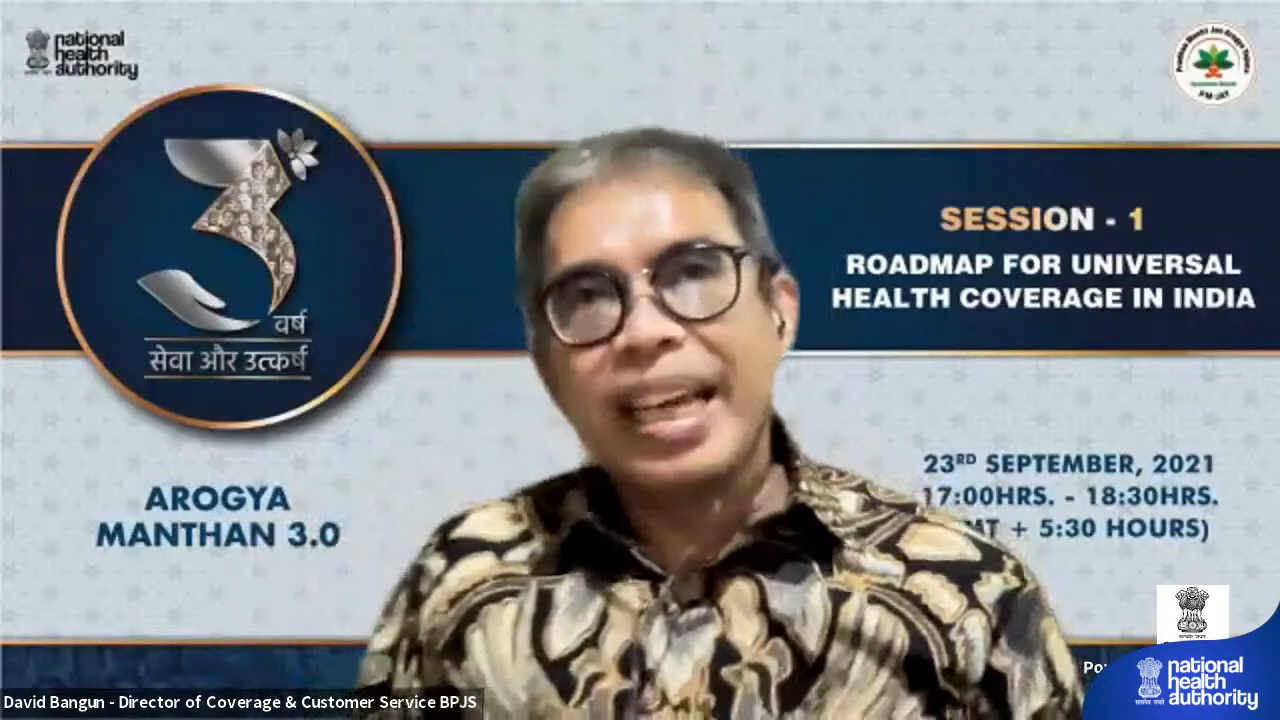 national
health
authority
वर्ष
सेवा और उत्कर्ष
AROGYA
MANTHAN 3.0
SESSION - 1
ROADMAP FOR UNIVERSAL
HEALTH COVERAGE IN INDIA
23RD SEPTEMBER, 2021
17:00HRS. - 18:30HRS.
+ 5:30 HOURS)
David Bangun - Director of Coverage & Customer Service BPJS
national
health
authority